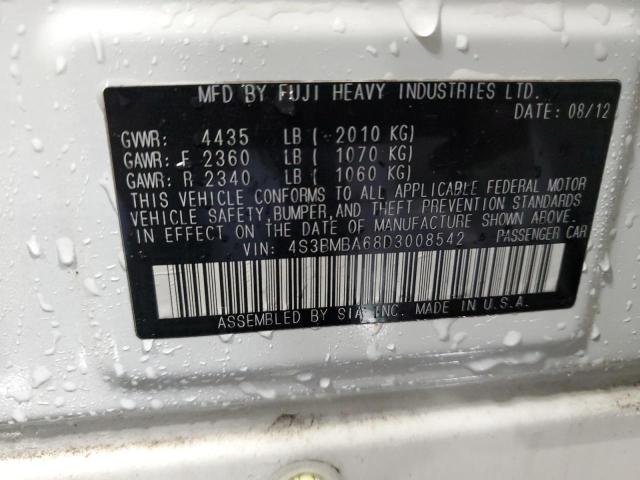 MFD BY FUJI HEAVY INDUSTRIES LTD.
DATE: 08/12
GVWR: 4435 LB ( 2010 KG)
GAWR: F 2360 LB ( 1070 KG)
GAWR: R 2340 LB ( 1060 KG)
THIS VEHICLE CONFORMS TO ALL APPLICABLE FEDERAL MOTOR
VEHICLE SAFETY, BUMPER, AND THEFT PREVENTION STANDARDS
IN EFFECT ON THE DATE OF MANUFACTURE SHOWN ABOVE.
VIN: 4S3BMBA68D3008542 PASSENGER CAR
ASSEMBLED BY SIA, INC. MADE IN U.S.A.